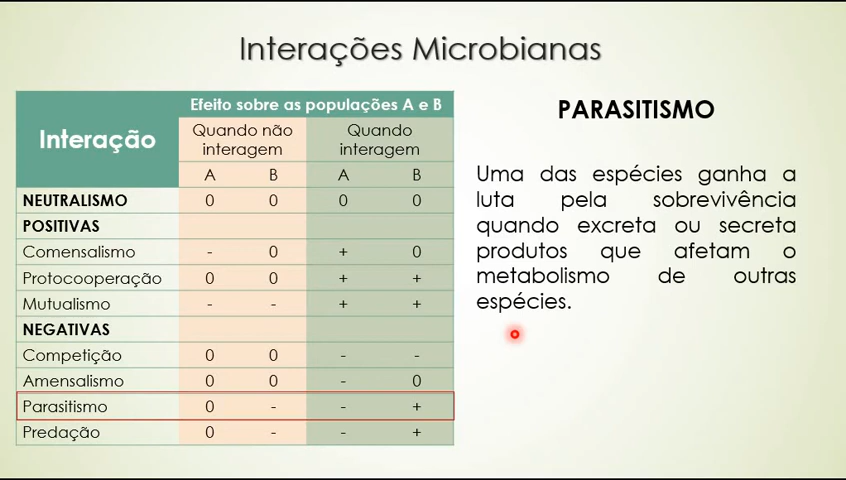 Interações Microbianas
Interação
Efeito sobre as populações A e B
Quando não interagem
Quando interagem
A B A B
NEUTRALISMO 0 0 0 0
POSITIVAS
Comensalismo - 0 + 0
Protocooperação 0 0 + +
Mutualismo - - + +
NEGATIVAS
Competição 0 0 - -
Amensalismo 0 0 - 0
Parasitismo 0 - - +
Predação 0 - - +
PARASITISMO
Uma das espécies ganha a
luta pela sobrevivência
quando excreta ou secreta
produtos que afetam o
metabolismo de outras
espécies.